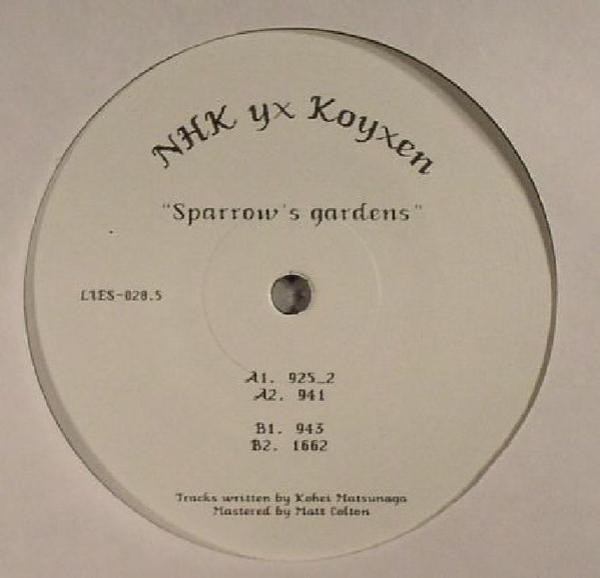 NHK yx Koyxen
"Sparrow's gardens"
LIES-028.5
A1. 925_2
A2. 941
B1. 943
B2. 1662
Tracks written by Kohei Matsunaga
Mastered by Matt Colton